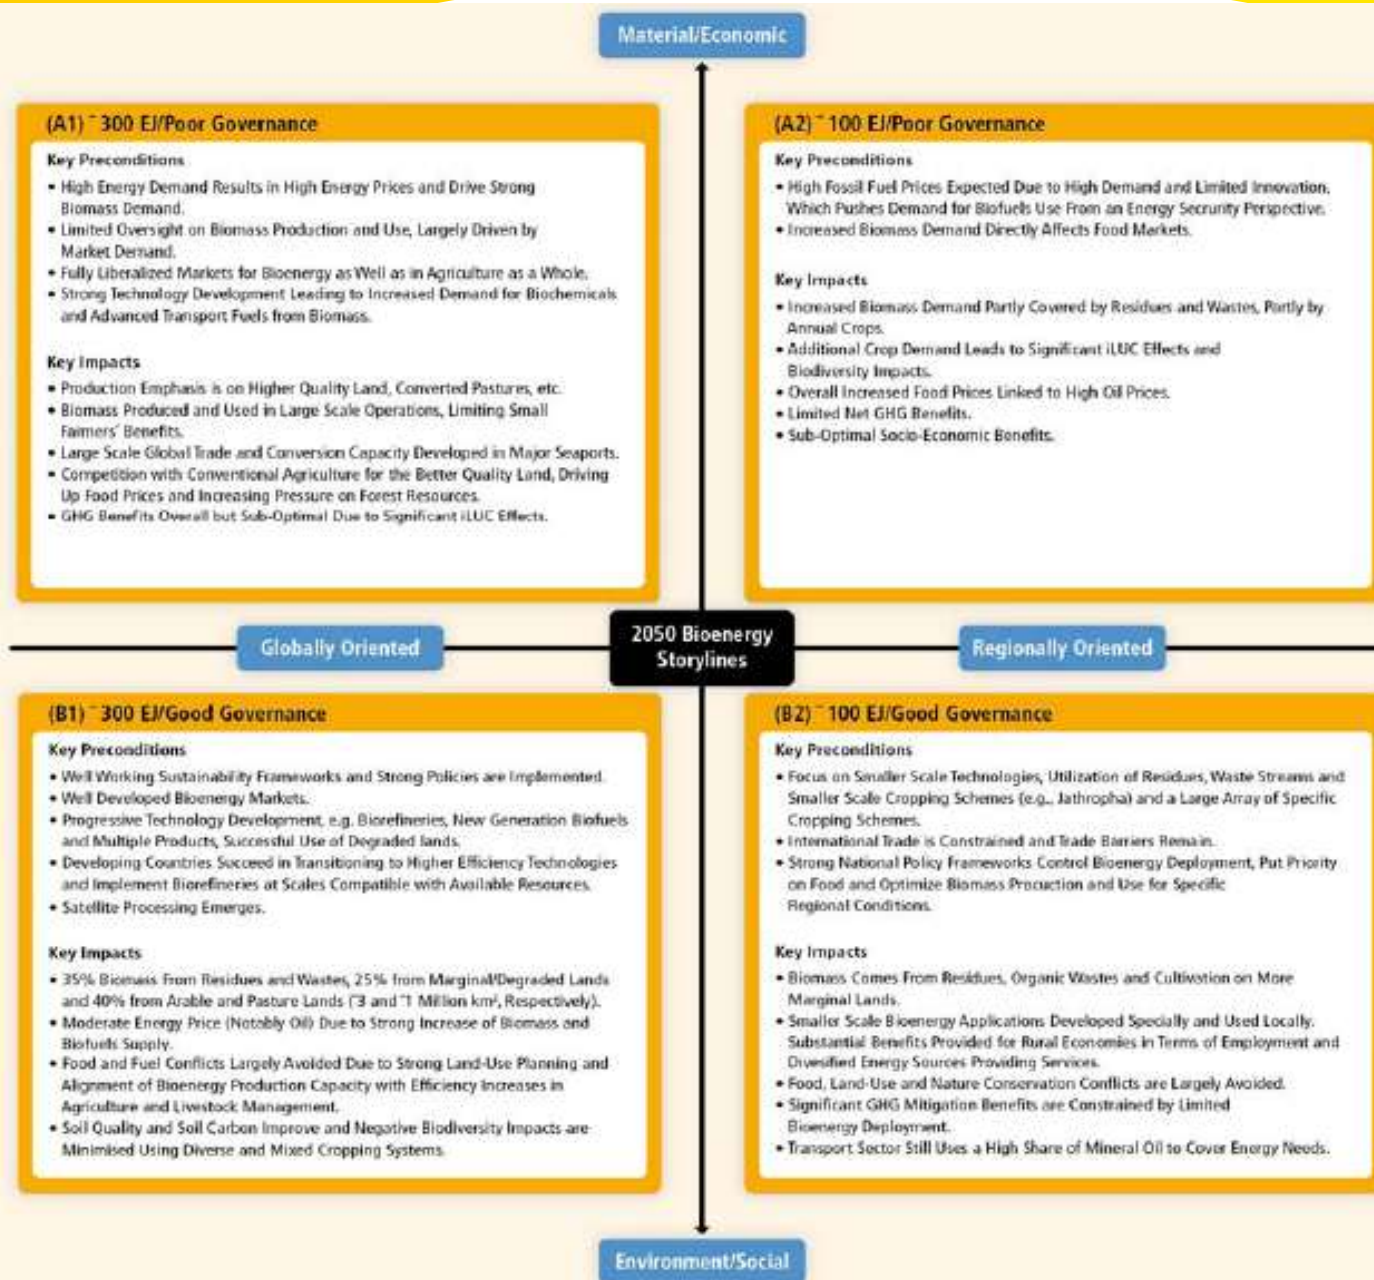 Material/Economic
(A1) ~300 EJ/Poor Governance
Key Preconditions
• High Energy Demand Results in High Energy Prices and Drive Strong
Biomass Demand.
• Limited Oversight on Biomass Production and Use, Largely Driven by
Market Demand.
• Fully Liberalized Markets for Bioenergy as Well as in Agriculture as a Whole.
• Strong Technology Development Leading to Increased Demand for Biochemicals
and Advanced Transport Fuels from Biomass.
Key Impacts
• Production Emphasis is on Higher Quality Land, Converted Pastures, etc.
• Biomass Produced and Used in Large Scale Operations, Limiting Small
Farmers' Benefits.
• Large Scale Global Trade and Conversion Capacity Developed in Major Seaports.
• Competition with Conventional Agriculture for the Better Quality Land, Driving
Up Food Prices and Increasing Pressure on Forest Resources.
• GHG Benefits Overall but Sub-Optimal Due to Significant iLUC Effects.
(A2) ~100 EJ/Poor Governance
Key Preconditions
• High Fossil Fuel Prices Expected Due to High Demand and Limited Innovation,
Which Pushes Demand for Biofuels Use From an Energy Secrurity Perspective.
• Increased Biomass Demand Directly Affects Food Markets.
Key Impacts
• Increased Biomass Demand Partly Covered by Residues and Wastes, Partly by
Annual Crops.
• Additional Crop Demand Leads to Significant iLUC Effects and
Biodiversity Impacts.
• Overall Increased Food Prices Linked to High Oil Prices.
• Limited Net GHG Benefits.
• Sub-Optimal Socio-Economic Benefits.
Globally Oriented
2050 Bioenergy
Storylines
Regionally Oriented
(B1) ~300 EJ/Good Governance
Key Preconditions
• Well Working Sustainability Frameworks and Strong Policies are Implemented.
• Well Developed Bioenergy Markets.
• Progressive Technology Development, e.g. Biorefineries, New Generation Biofuels
and Multiple Products, Successful Use of Degraded lands.
• Developing Countries Succeed in Transitioning to Higher Efficiency Technologies
and Implement Biorefineries at Scales Compatible with Available Resources.
• Satellite Processing Emerges.
Key Impacts
• 35% Biomass From Residues and Wastes, 25% from Marginal/Degraded Lands
and 40% from Arable and Pasture Lands (~3 and ~1 Million km², Respectively).
• Moderate Energy Price (Notably Oil) Due to Strong Increase of Biomass and
Biofuels Supply.
• Food and Fuel Conflicts Largely Avoided Due to Strong Land-Use Planning and
Alignment of Bioenergy Production Capacity with Efficiency Increases in
Agriculture and Livestock Management.
• Soil Quality and Soil Carbon Improve and Negative Biodiversity Impacts are
Minimised Using Diverse and Mixed Cropping Systems.
(B2) ~100 EJ/Good Governance
Key Preconditions
• Focus on Smaller Scale Technologies, Utilization of Residues, Waste Streams and
Smaller Scale Cropping Schemes (e.g., Jathropha) and a Large Array of Specific
Cropping Schemes.
• International Trade is Constrained and Trade Barriers Remain.
• Strong National Policy Frameworks Control Bioenergy Deployment, Put Priority
on Food and Optimize Biomass Procuction and Use for Specific
Regional Conditions.
Key Impacts
• Biomass Comes From Residues, Organic Wastes and Cultivation on More
Marginal Lands.
• Smaller Scale Bioenergy Applications Developed Specially and Used Locally.
Substantial Benefits Provided for Rural Economies in Terms of Employment and
Divesified Energy Sources Providing Services.
• Food, Land-Use and Nature Conservation Conflicts are Largely Avoided.
• Significant GHG Mitigation Benefits are Constrained by Limited
Bioenergy Deployment.
• Transport Sector Still Uses a High Share of Mineral Oil to Cover Energy Needs.
Environment/Social